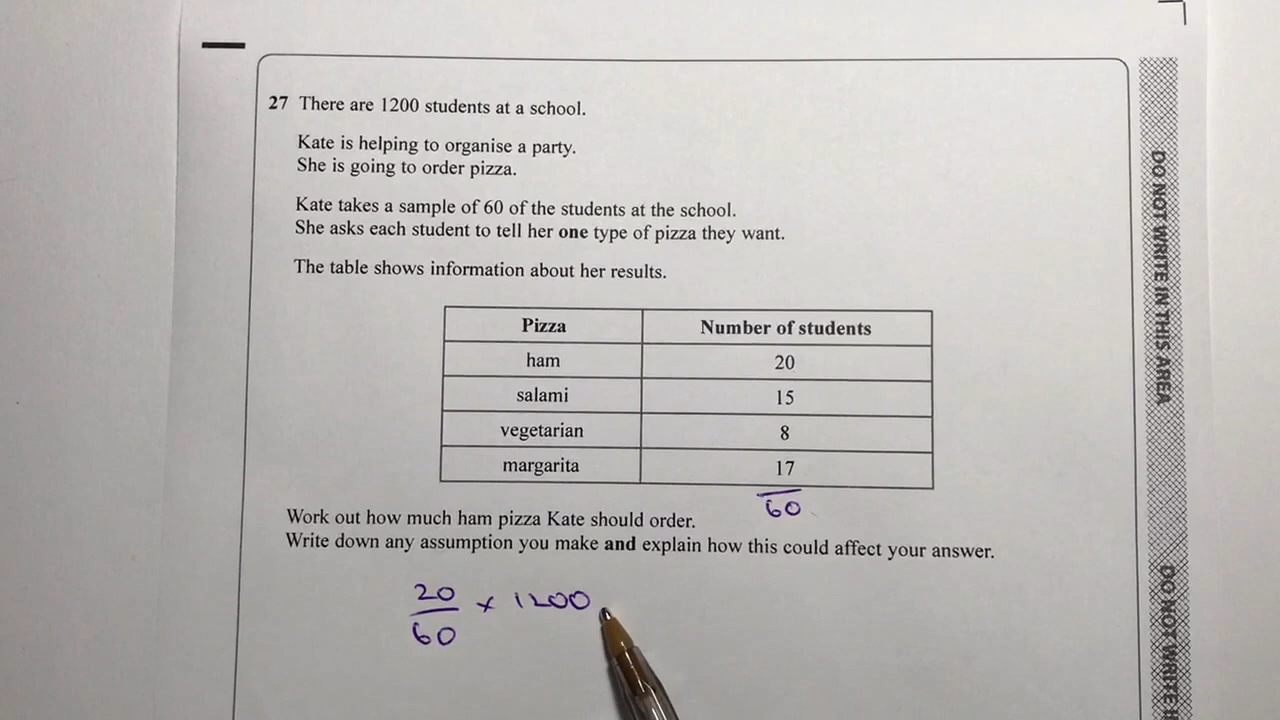 27 There are 1200 students at a school.
Kate is helping to organise a party.
She is going to order pizza.
Kate takes a sample of 60 of the students at the school.
She asks each student to tell her one type of pizza they want.
The table shows information about her results.
Pizza Number of students
ham 20
salami 15
vegetarian 8
margarita 17
60
Work out how much ham pizza Kate should order.
Write down any assumption you make and explain how this could affect your answer.
20
60
× 1200
DO NOT WRITE IN THIS AREA
DO NOT WRITE